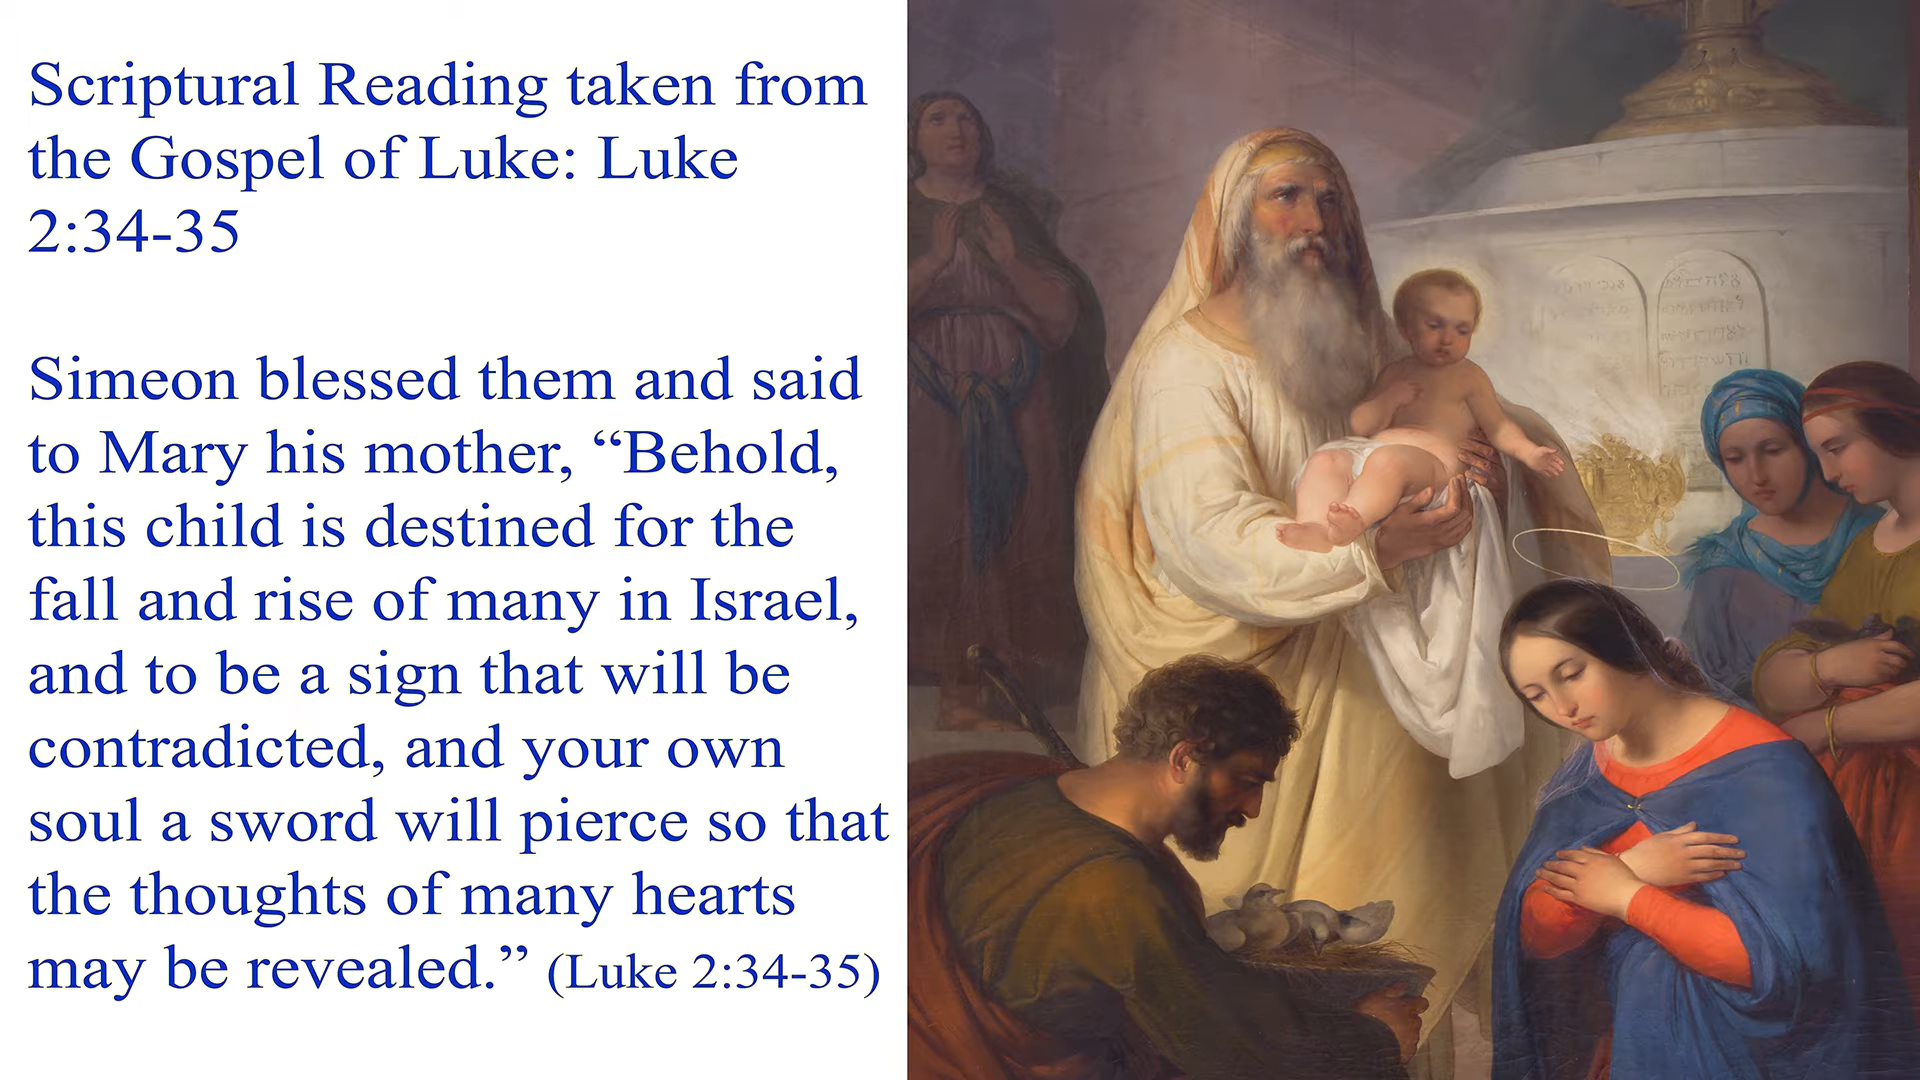 Scriptural Reading taken from
the Gospel of Luke: Luke
2:34-35
Simeon blessed them and said
to Mary his mother, “Behold,
this child is destined for the
fall and rise of many in Israel,
and to be a sign that will be
contradicted, and your own
soul a sword will pierce so that
the thoughts of many hearts
may be revealed.” (Luke 2:34-35)